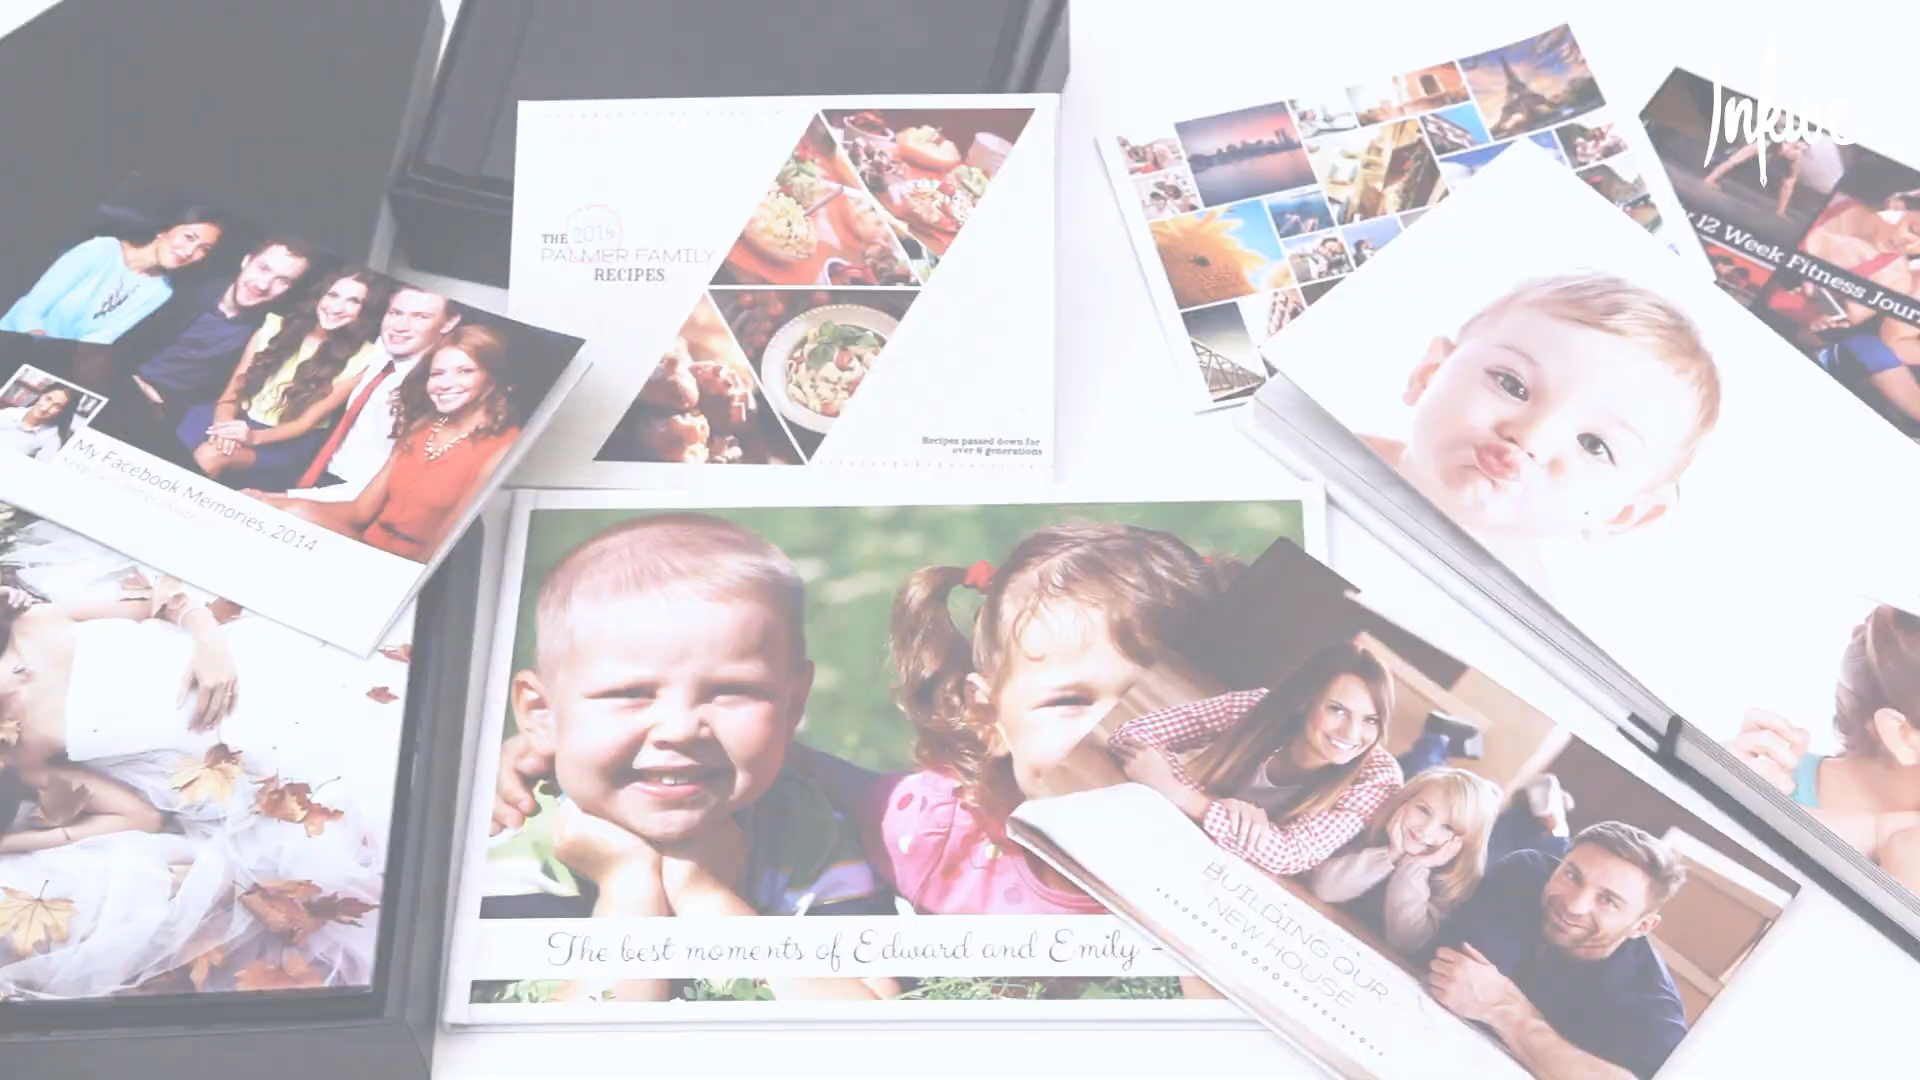 THE 2014
PALMER FAMILY
RECIPES
Recipes passed down for
over 6 generations
My Facebook Memories, 2014
12 Week Fitness Jour
The best moments of Edward and Emily -
BUILDING OUR
NEW HOUSE